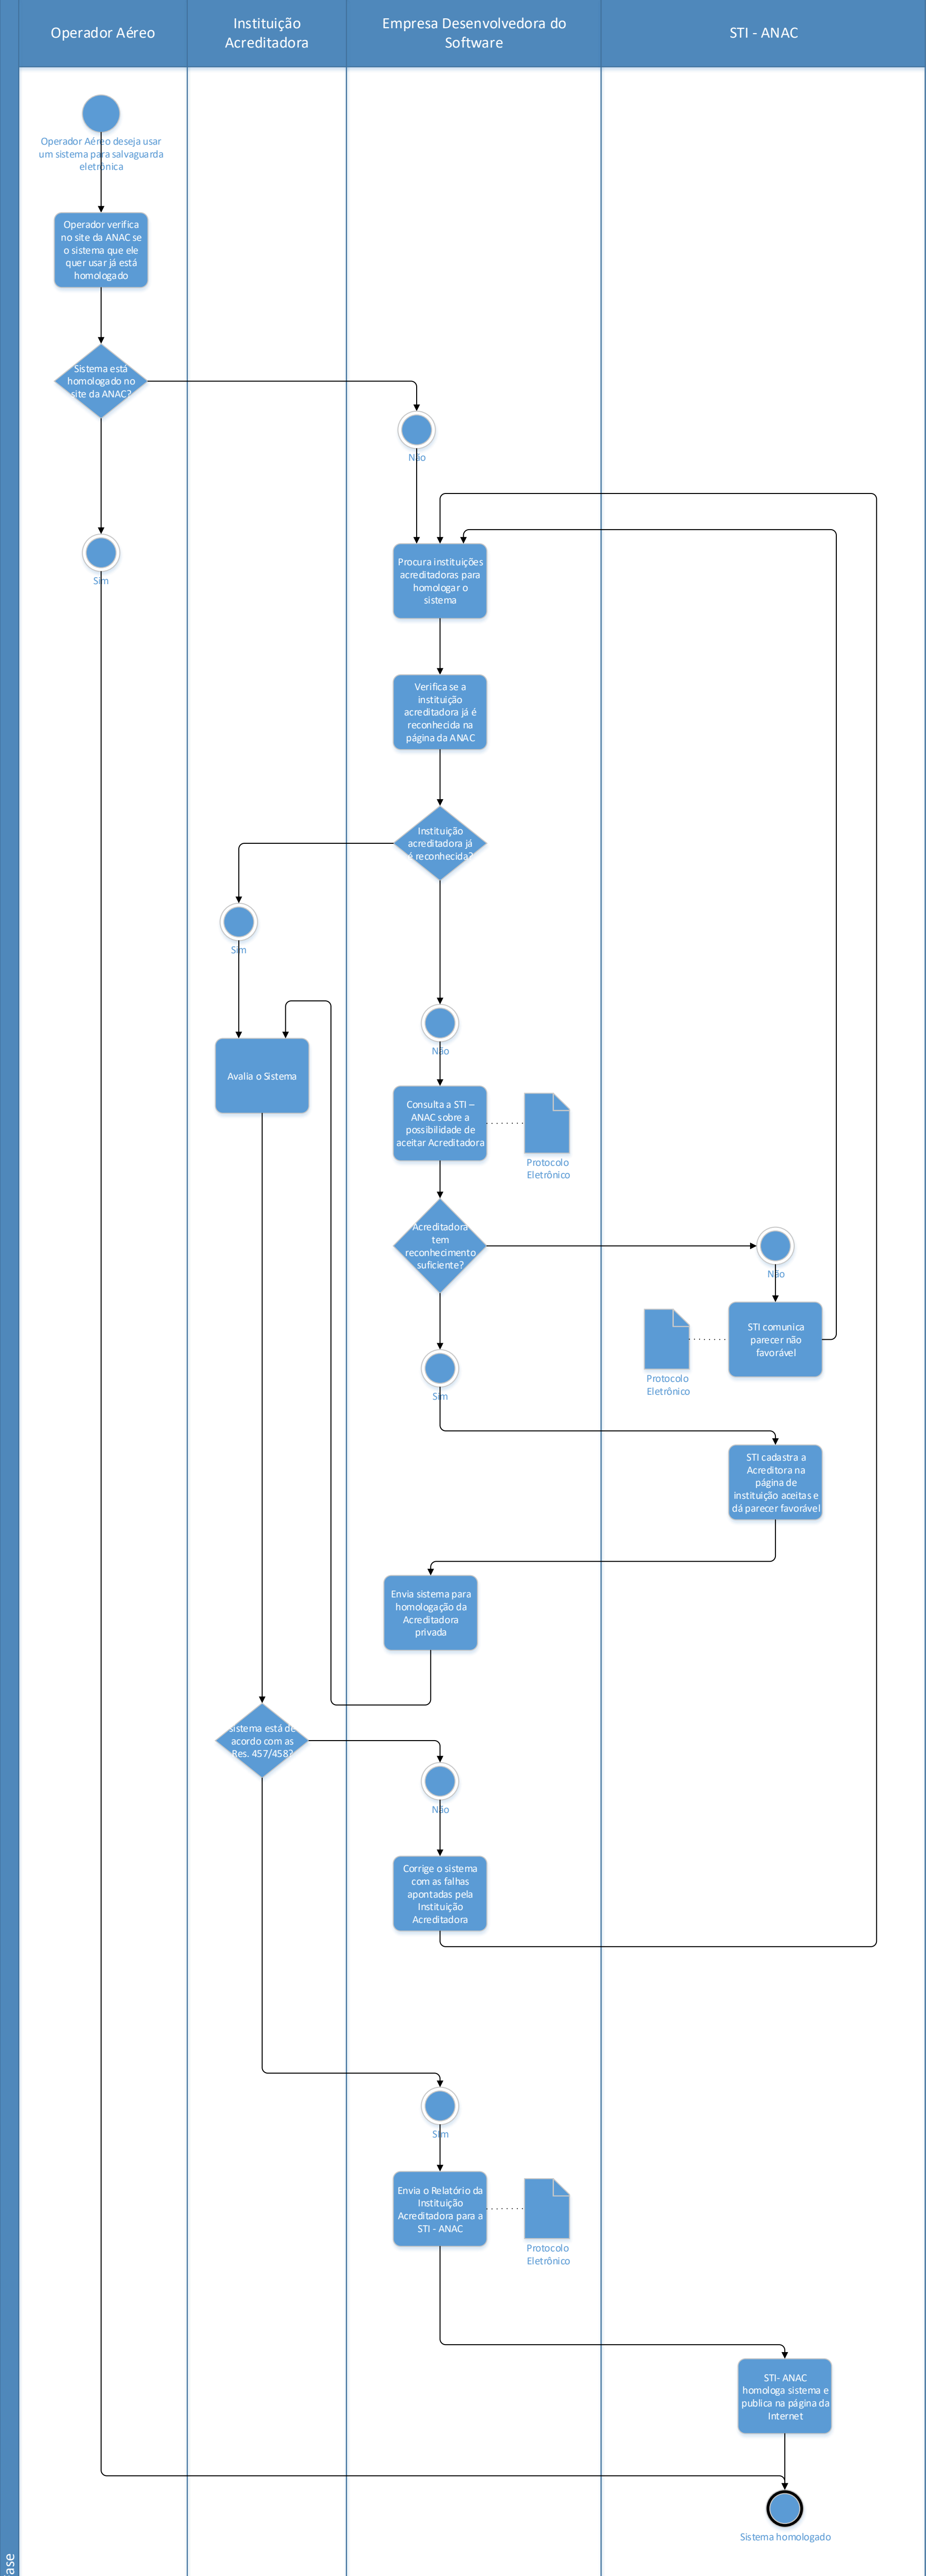 Operador Aéreo
Instituição
Acreditadora
Empresa Desenvolvedora do
Software
STI - ANAC
Operador Aéreo deseja usar
um sistema para salvaguarda
eletrônica
Operador verifica
no site da ANAC se
o sistema que ele
quer usar já está
homologado
Sistema está
homologado no
site da ANAC?
Não
Sim
Procura instituições
acreditadoras para
homologar o
sistema
Verifica se a
instituição
acreditadora já é
reconhecida na
página da ANAC
Instituição
acreditadora já
é reconhecida?
Sim
Não
Avalia o Sistema
Consulta a STI –
ANAC sobre a
possibilidade de
aceitar Acreditadora
Protocolo
Eletrônico
Acreditadora
tem
reconhecimento
suficiente?
Não
STI comunica
parecer não
favorável
Protocolo
Eletrônico
Sim
STI cadastra a
Acreditora na
página de
instituição aceitas e
dá parecer favorável
Envia sistema para
homologação da
Acreditadora
privada
sistema está de
acordo com as
Res. 457/458?
Não
Corrige o sistema
com as falhas
apontadas pela
Instituição
Acreditadora
Sim
Envia o Relatório da
Instituição
Acreditadora para a
STI - ANAC
Protocolo
Eletrônico
STI- ANAC
homologa sistema e
publica na página da
Internet
Sistema homologado
ase